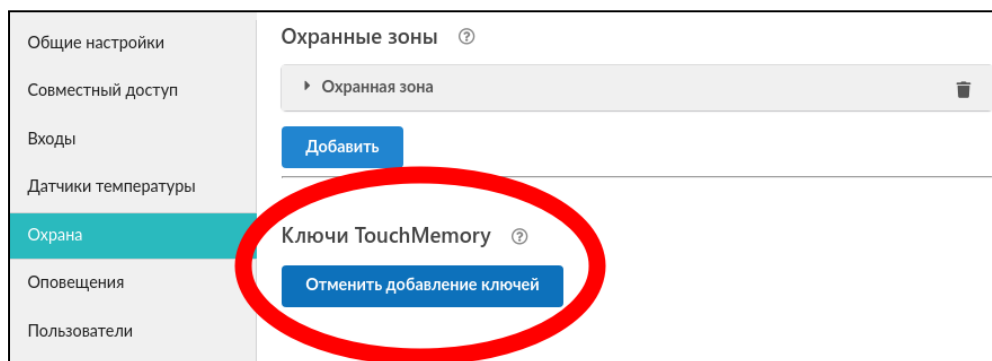 Общие настройки
Совместный доступ
Входы
Датчики температуры
Охрана
Оповещения
Пользователи
Охранные зоны
Охранная зона
Добавить
Ключи TouchMemory
Отменить добавление ключей